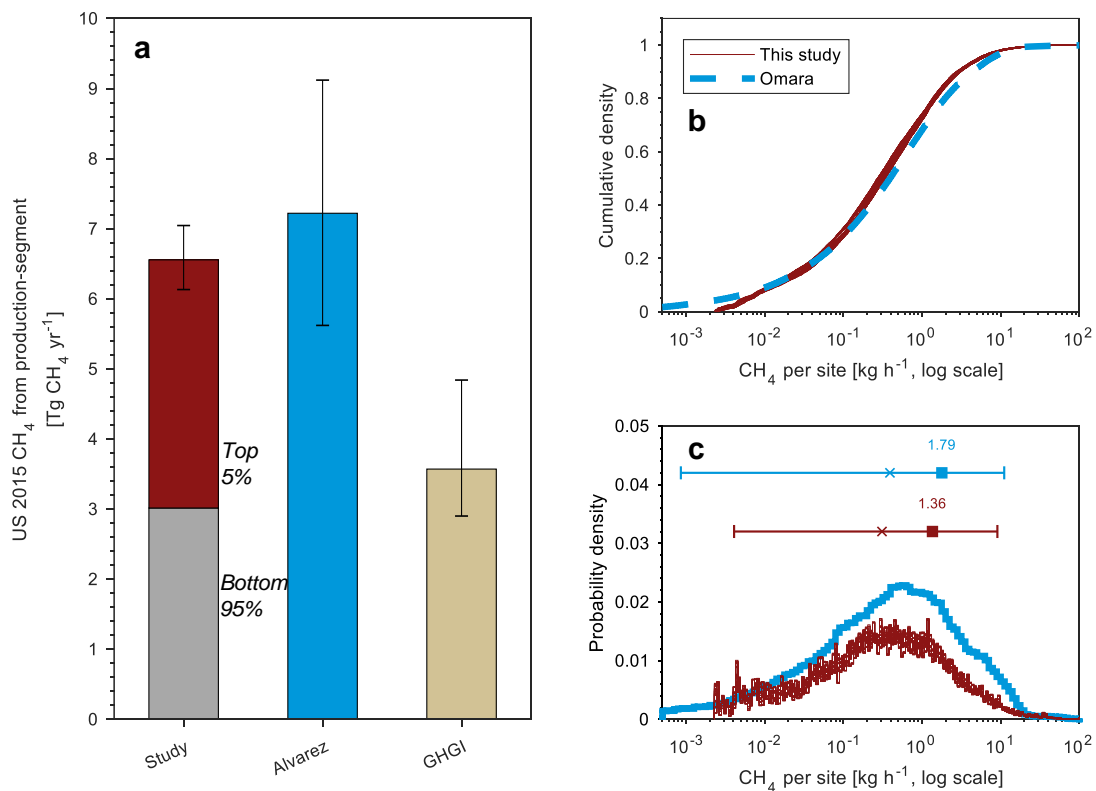 a
US 2015 CH4 from production-segment
[Tg CH4 yr-1]
10
9
8
7
6
5
4
3
2
1
0
Top
5%
Bottom
95%
Study
Alvarez
GHGI
b
This study
Omara
Cumulative density
1
0.8
0.6
0.4
0.2
0
10-3
10-2
10-1
100
101
102
CH4 per site [kg h-1, log scale]
c
1.79
1.36
Probability density
0.05
0.04
0.03
0.02
0.01
0
10-3
10-2
10-1
100
101
102
CH4 per site [kg h-1, log scale]